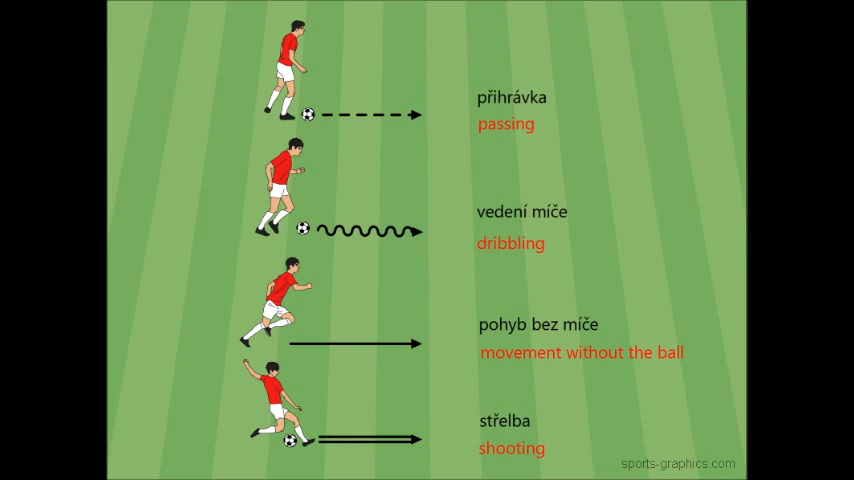 přihrávka
passing
vedení míče
dribbling
pohyb bez míče
movement without the ball
střelba
shooting
sports-graphics.com